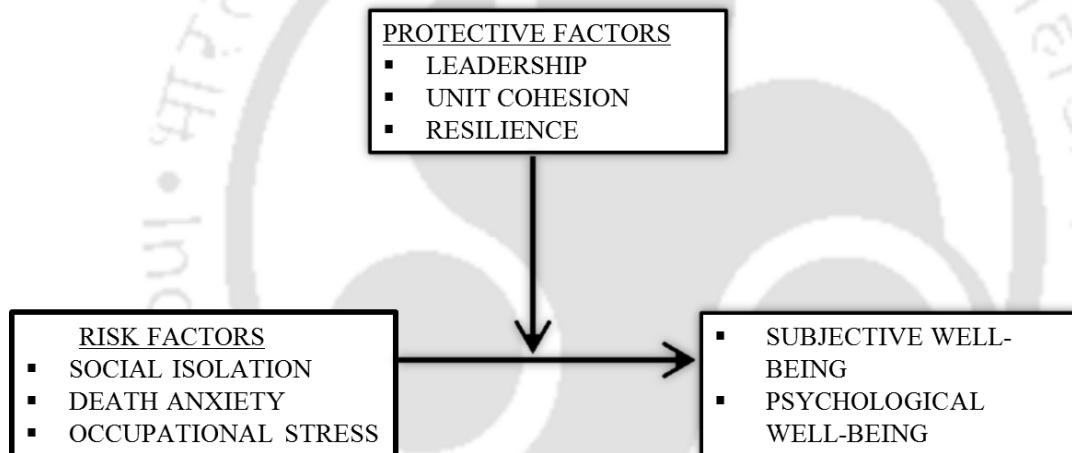 PROTECTIVE FACTORS
▪ LEADERSHIP
▪ UNIT COHESION
▪ RESILIENCE
RISK FACTORS
▪ SOCIAL ISOLATION
▪ DEATH ANXIETY
▪ OCCUPATIONAL STRESS
▪ SUBJECTIVE WELL-
BEING
▪ PSYCHOLOGICAL
WELL-BEING